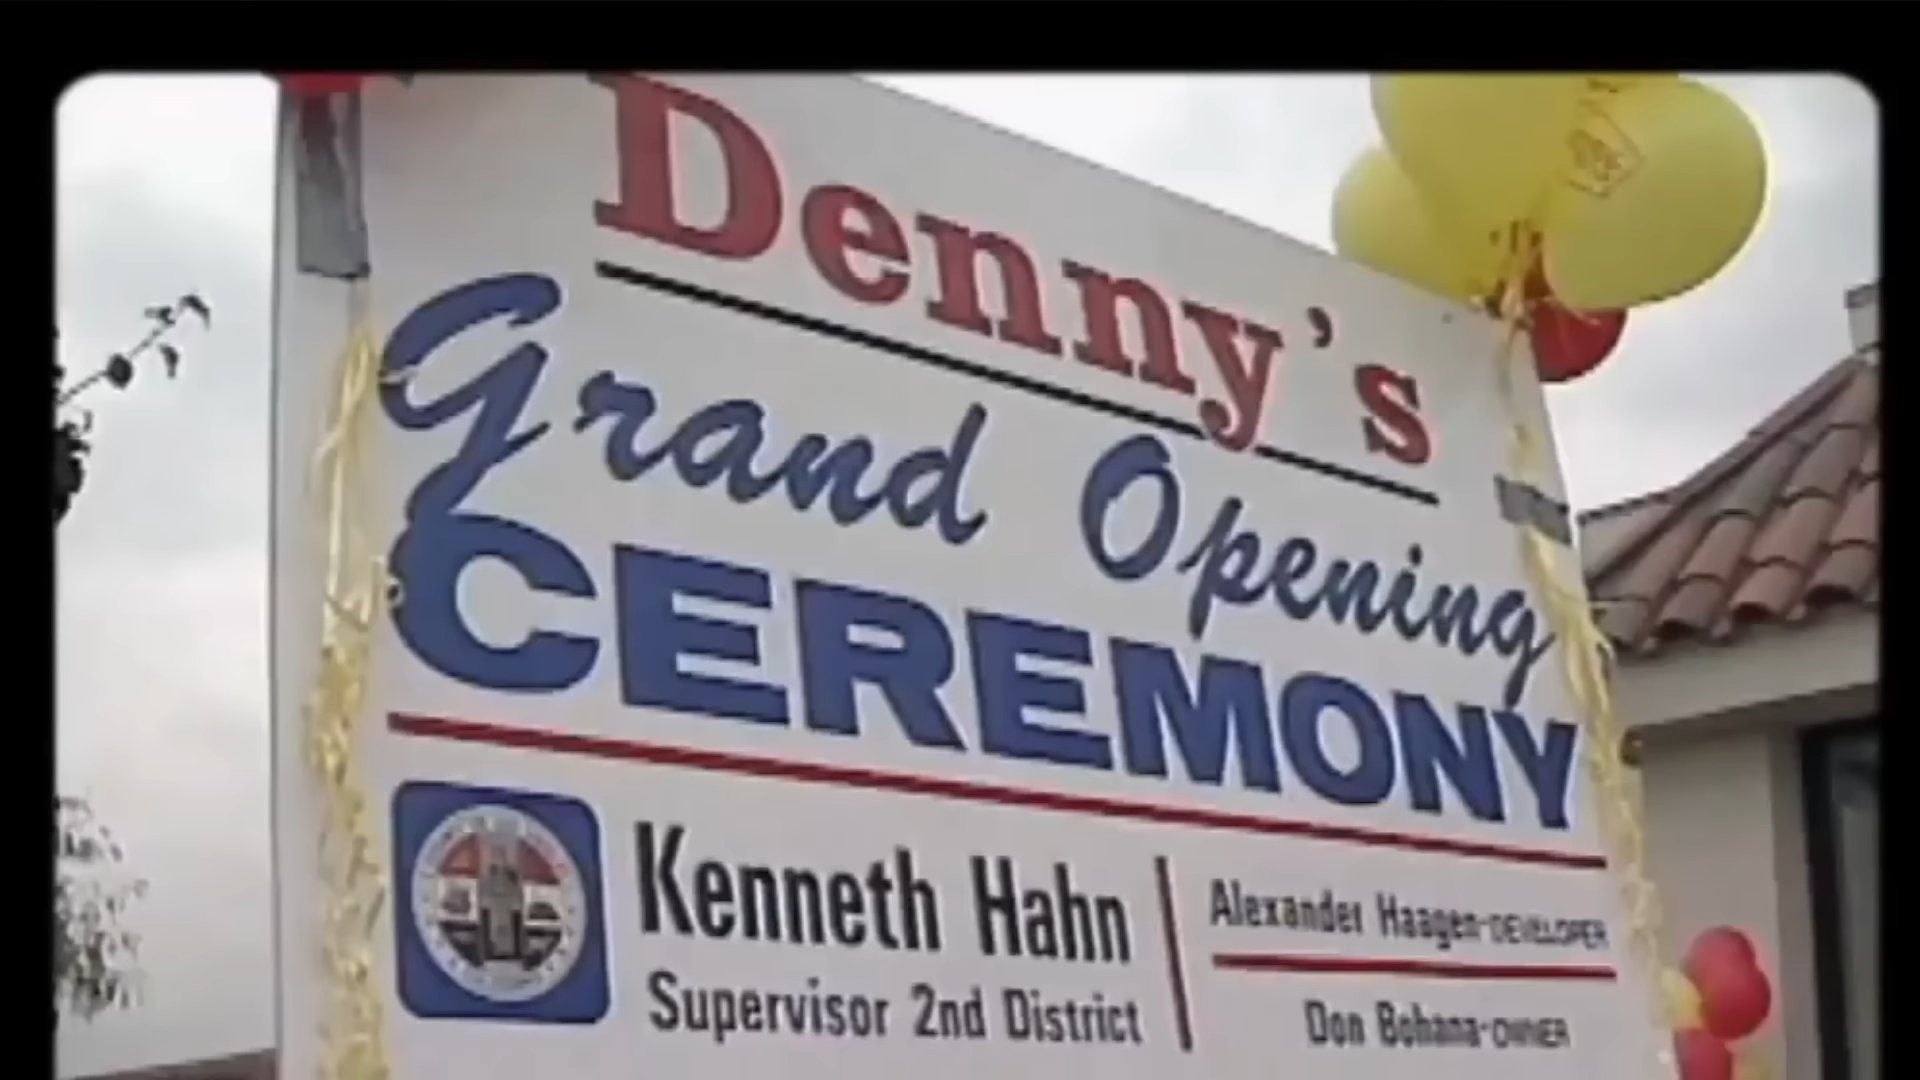 Denny's
Grand Opening
CEREMONY
Kenneth Hahn
Supervisor 2nd District
Alexander Haagen-DEVELOPER
Don Bohana-OWNER